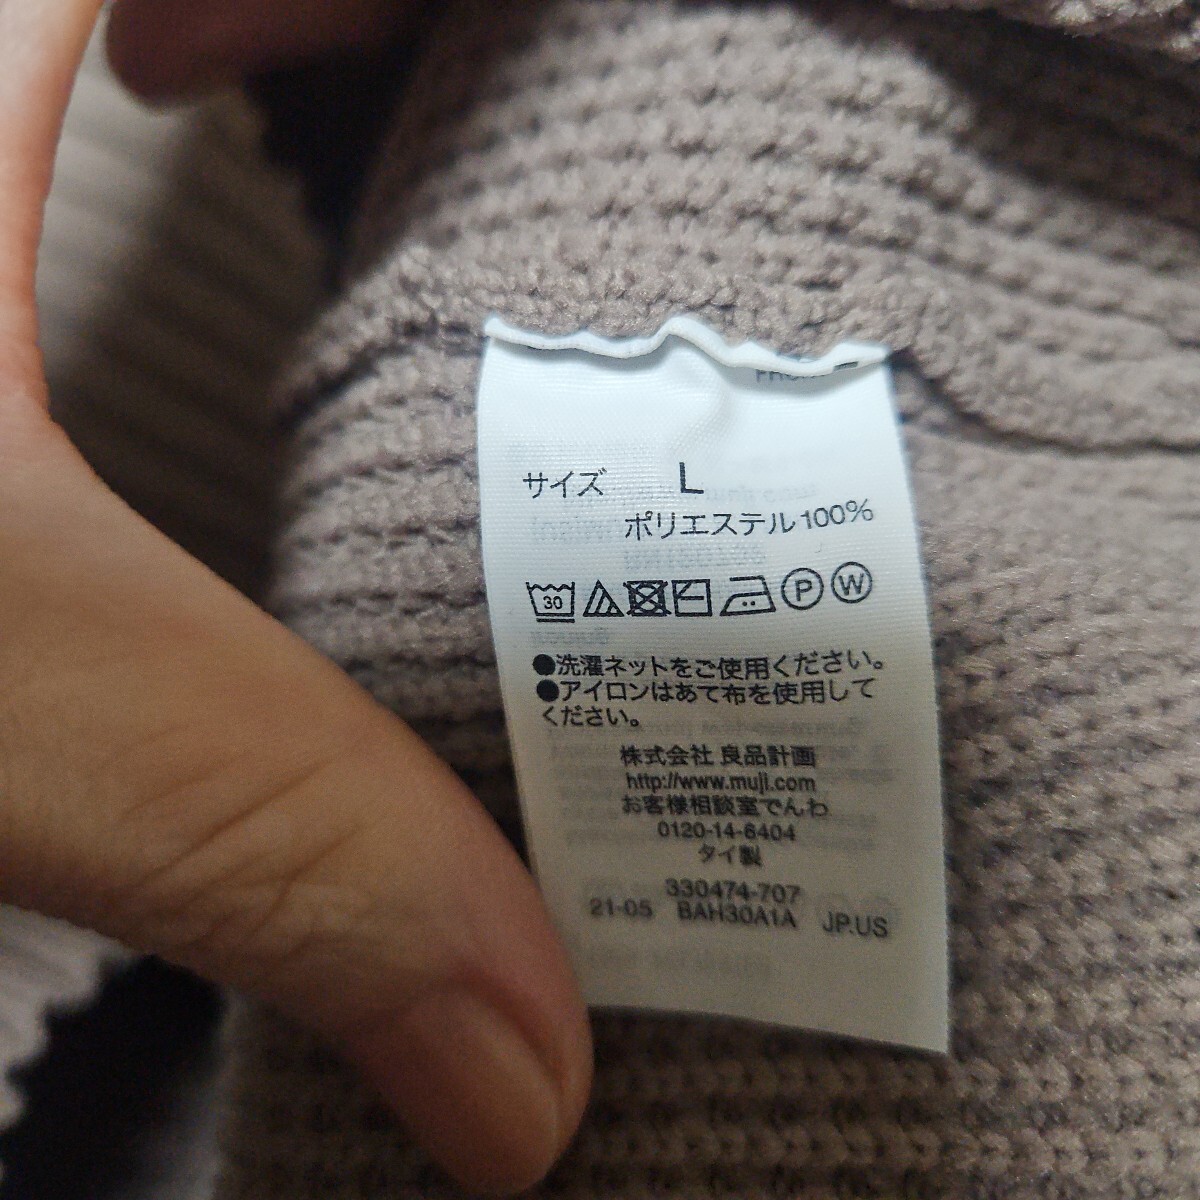 サイズ L
ポリエステル100%
30 P W
●洗濯ネットをご使用ください。
●アイロンはあて布を使用して
ください。
株式会社 良品計画
http://www.muji.com
お客様相談室でんわ
0120-14-6404
タイ製
330474-707
21-05 BAH30A1A JP.US